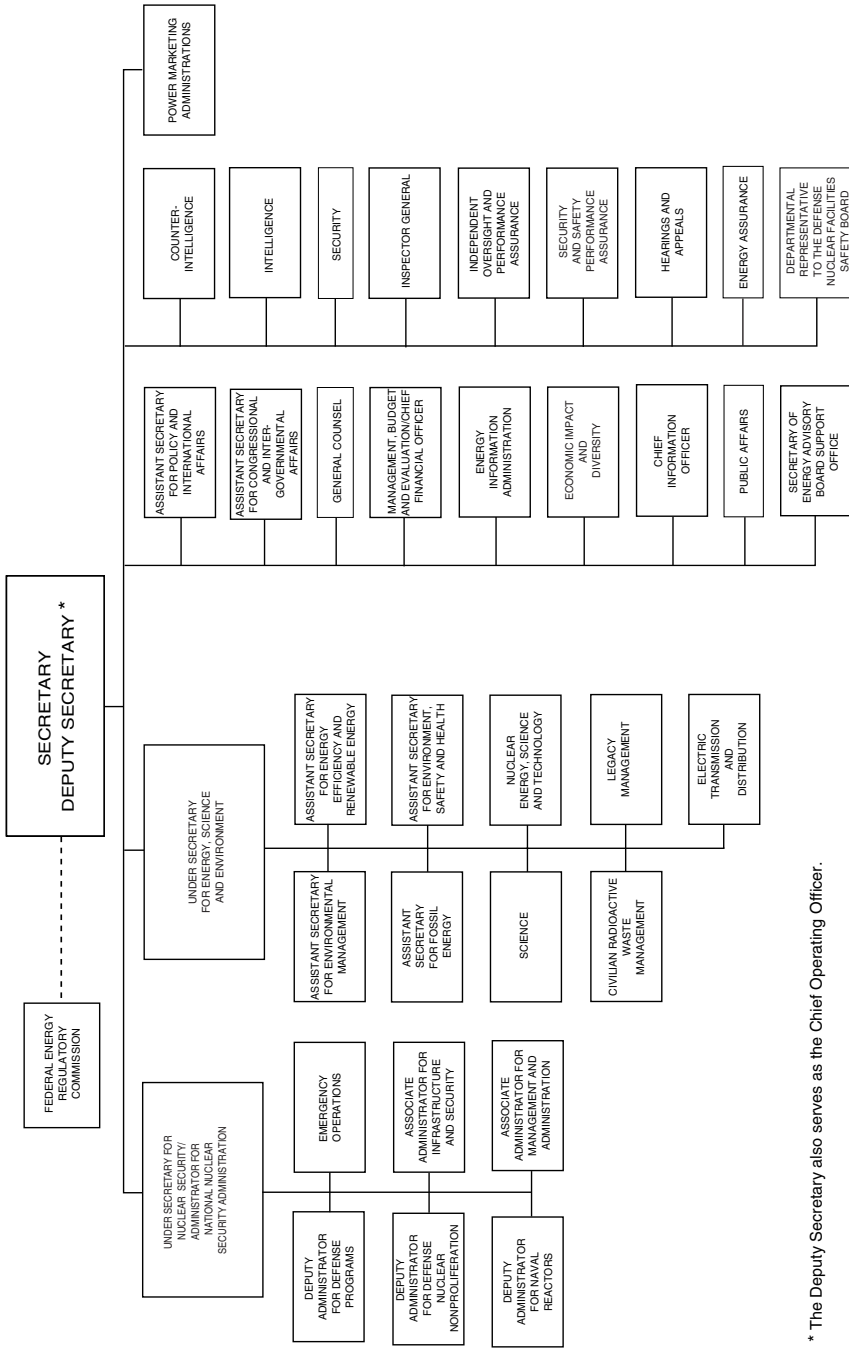 SECRETARY
DEPUTY SECRETARY *
FEDERAL ENERGY
REGULATORY
COMMISSION
UNDER SECRETARY FOR
NUCLEAR SECURITY/
ADMINISTRATOR FOR
NATIONAL NUCLEAR
SECURITY ADMINISTRATION
DEPUTY
ADMINISTRATOR
FOR DEFENSE
PROGRAMS
EMERGENCY
OPERATIONS
DEPUTY
ADMINISTRATOR
FOR DEFENSE
NUCLEAR
NONPROLIFERATION
ASSOCIATE
ADMINISTRATOR FOR
INFRASTRUCTURE
AND SECURITY
DEPUTY
ADMINISTRATOR
FOR NAVAL
REACTORS
ASSOCIATE
ADMINISTRATOR FOR
MANAGEMENT AND
ADMINISTRATION
UNDER SECRETARY
FOR ENERGY, SCIENCE
AND ENVIRONMENT
ASSISTANT SECRETARY
FOR ENVIRONMENTAL
MANAGEMENT
ASSISTANT SECRETARY
FOR ENERGY
EFFICIENCY AND
RENEWABLE ENERGY
ASSISTANT
SECRETARY
FOR FOSSIL
ENERGY
ASSISTANT SECRETARY
FOR ENVIRONMENT,
SAFETY AND HEALTH
SCIENCE
NUCLEAR
ENERGY, SCIENCE
AND TECHNOLOGY
CIVILIAN RADIOACTIVE
WASTE
MANAGEMENT
LEGACY
MANAGEMENT
ELECTRIC
TRANSMISSION
AND
DISTRIBUTION
ASSISTANT SECRETARY
FOR POLICY AND
INTERNATIONAL
AFFAIRS
ASSISTANT SECRETARY
FOR CONGRESSIONAL
AND INTER-
GOVERNMENTAL
AFFAIRS
GENERAL COUNSEL
MANAGEMENT, BUDGET
AND EVALUATION/CHIEF
FINANCIAL OFFICER
ENERGY
INFORMATION
ADMINISTRATION
ECONOMIC IMPACT
AND
DIVERSITY
CHIEF
INFORMATION
OFFICER
PUBLIC AFFAIRS
SECRETARY OF
ENERGY ADVISORY
BOARD SUPPORT
OFFICE
COUNTER-
INTELLIGENCE
INTELLIGENCE
SECURITY
INSPECTOR GENERAL
INDEPENDENT
OVERSIGHT AND
PERFORMANCE
ASSURANCE
SECURITY
AND SAFETY
PERFORMANCE
ASSURANCE
HEARINGS AND
APPEALS
ENERGY ASSURANCE
DEPARTMENTAL
REPRESENTATIVE
TO THE DEFENSE
NUCLEAR FACILITIES
SAFETY BOARD
POWER MARKETING
ADMINISTRATIONS
* The Deputy Secretary also serves as the Chief Operating Officer.